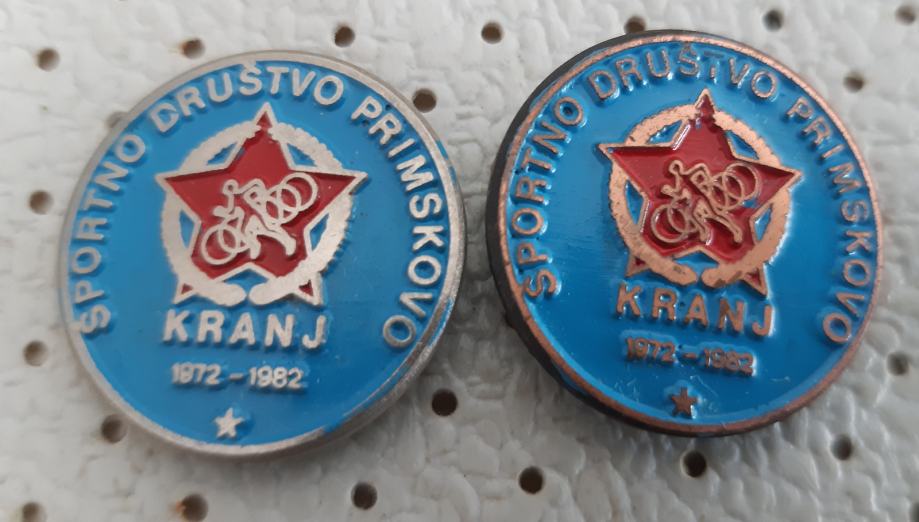 ŠPORTNO DRUŠTVO PRIMSKOVO
KRANJ
1972 - 1982
ŠPORTNO DRUŠTVO PRIMSKOVO
KRANJ
1972 - 1982